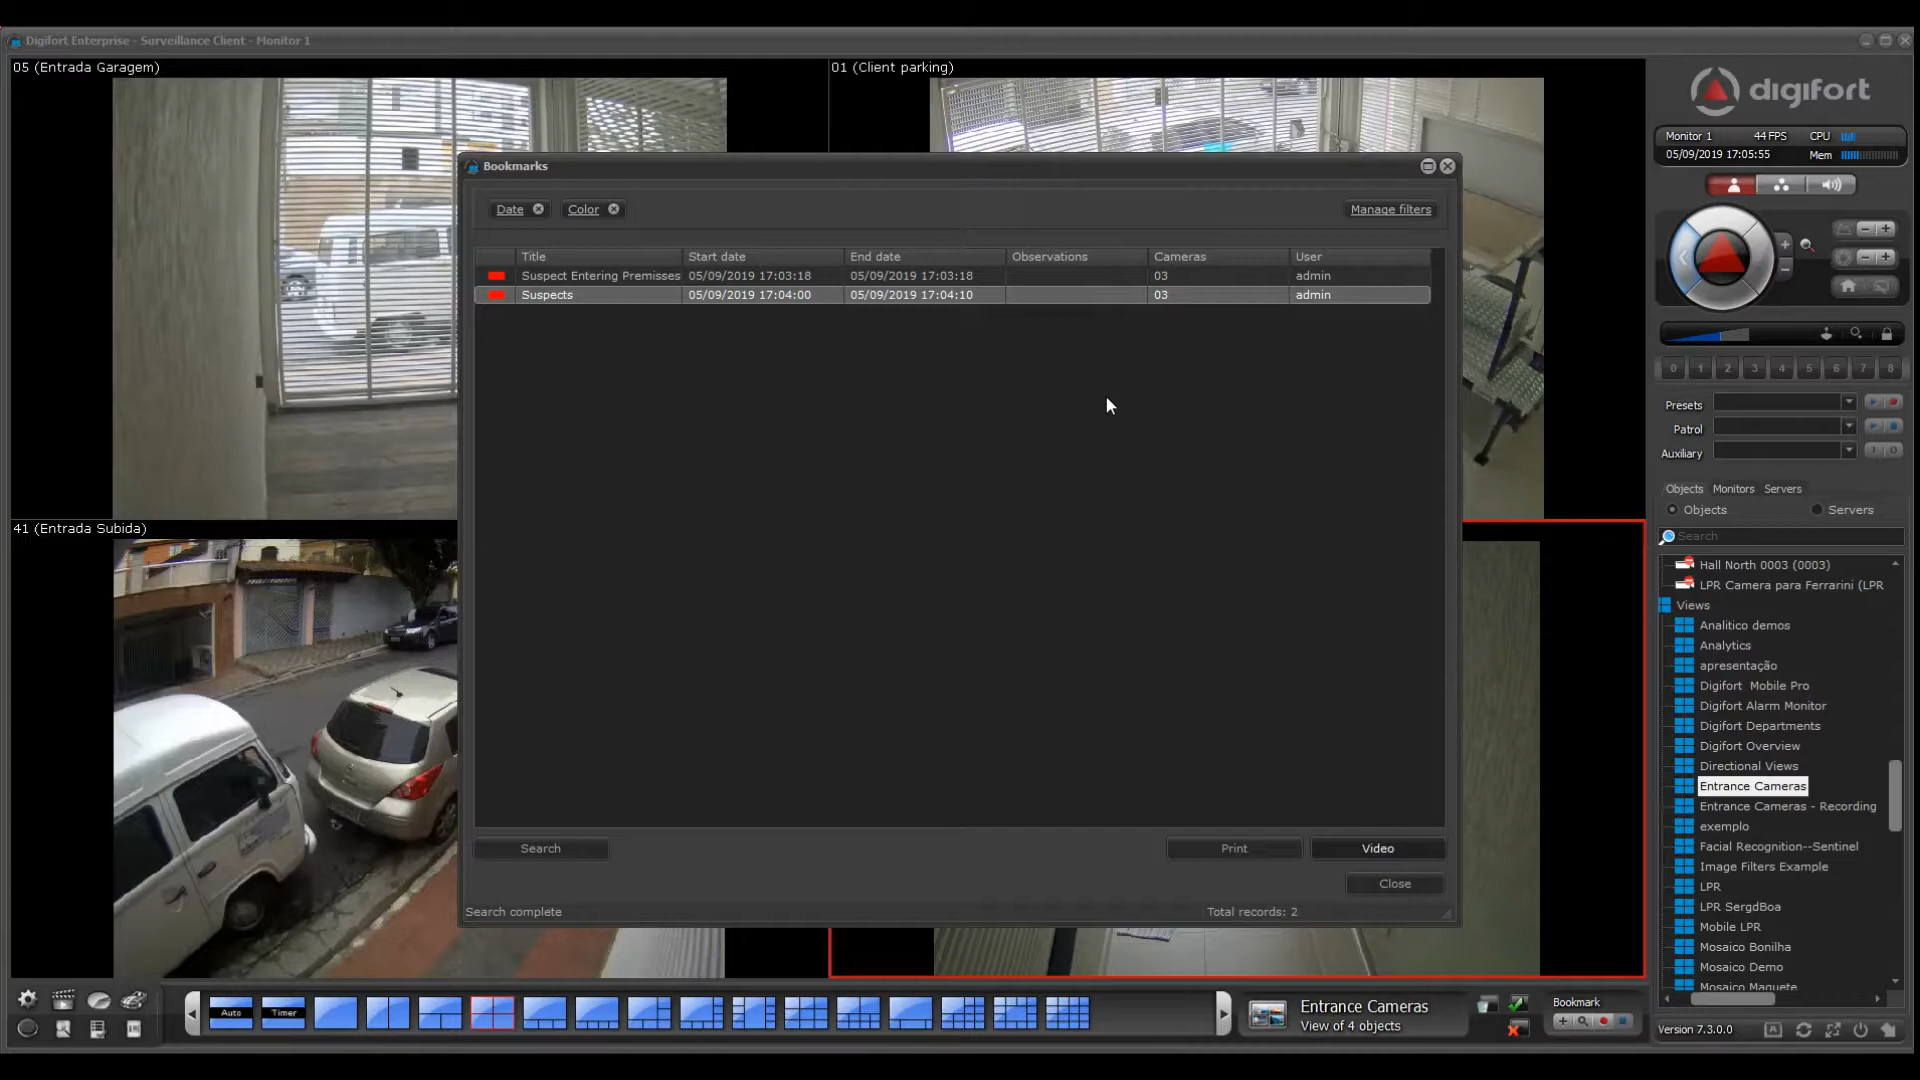 Digifort Enterprise - Surveillance Client - Monitor 1
05 (Entrada Garagem)
01 (Client parking)
digifort
Monitor 1 44 FPS CPU
05/09/2019 17:05:55 Mem
Bookmarks
Date Color Manage filters
Title Start date End date Observations Cameras User
Suspect Entering Premisses 05/09/2019 17:03:18 05/09/2019 17:03:18 03 admin
Suspects 05/09/2019 17:04:00 05/09/2019 17:04:10 03 admin
0 1 2 3 4 5 6 7 8
Presets
Patrol
Auxiliary
Objects Monitors Servers
Objects Servers
Search
41 (Entrada Subida)
Hall North 0003 (0003)
LPR Camera para Ferrarini (LPR
Views
Analitico demos
Analytics
apresentação
Digifort Mobile Pro
Digifort Alarm Monitor
Digifort Departments
Digifort Overview
Directional Views
Entrance Cameras
Entrance Cameras - Recording
exemplo
Facial Recognition--Sentinel
Image Filters Example
LPR
LPR SergdBoa
Mobile LPR
Mosaico Bonilha
Mosaico Demo
Mosaico Maquete
Search Print Video
Close
Search complete Total records: 2
Auto Timer
Entrance Cameras
View of 4 objects
Bookmark
Version 7.3.0.0